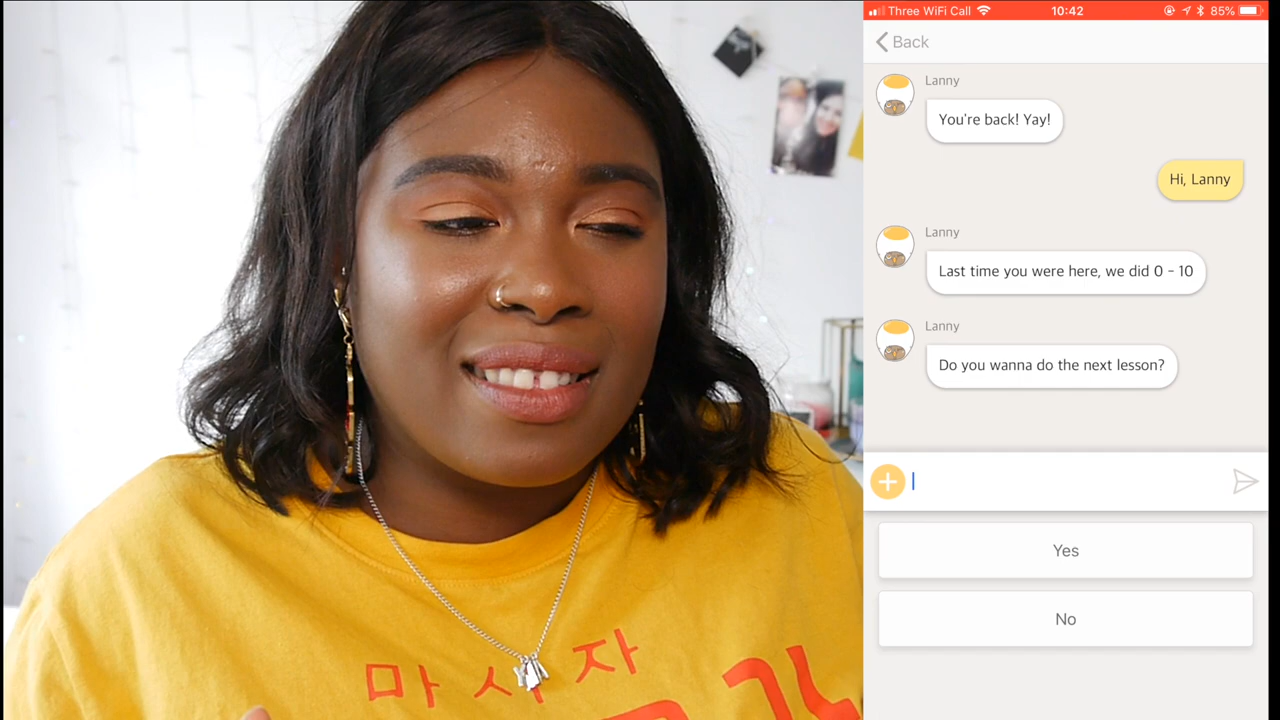 마시자
Three WiFi Call
10:42
85%
Back
Lanny
You're back! Yay!
Hi, Lanny
Lanny
Last time you were here, we did 0 - 10
Lanny
Do you wanna do the next lesson?
Yes
No